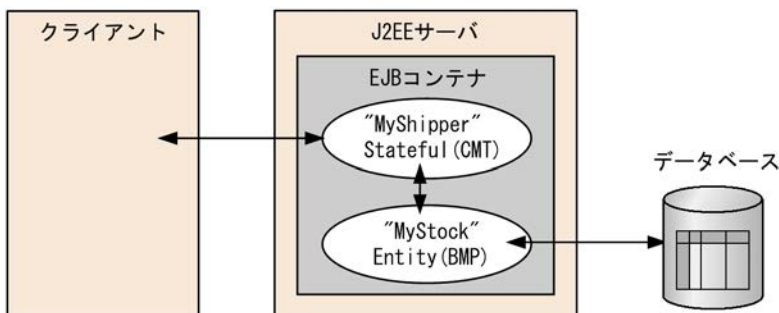 クライアント
J2EEサーバ
EJBコンテナ
"MyShipper"
Stateful(CMT)
データベース
"MyStock"
Entity(BMP)